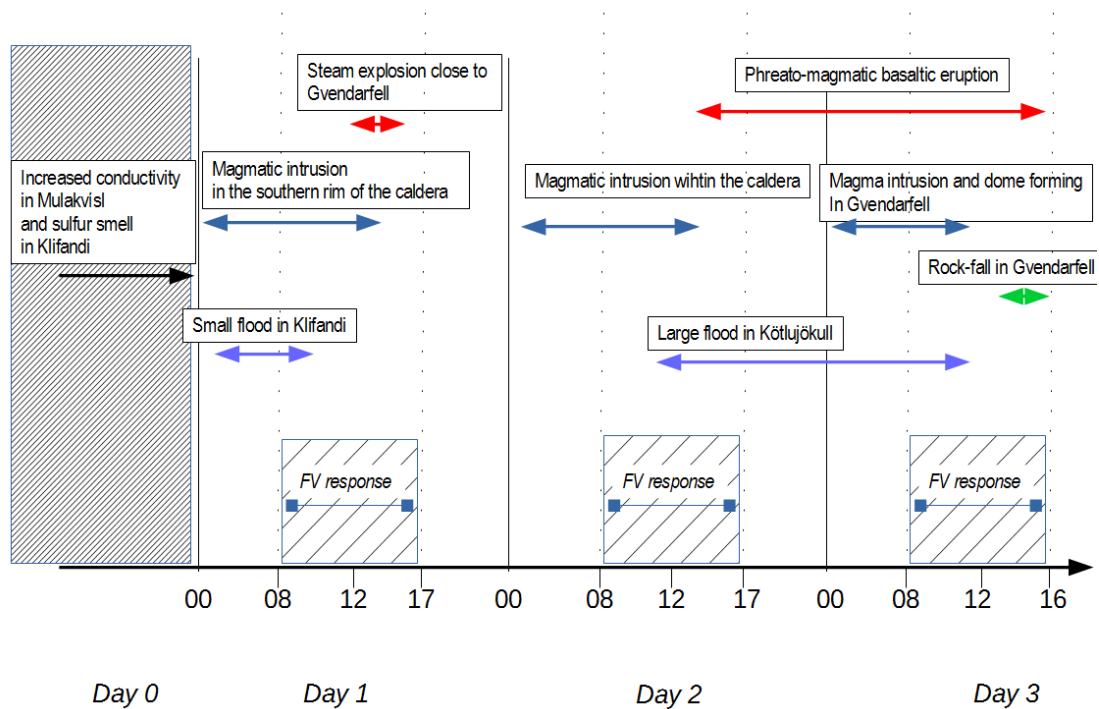 Steam explosion close to
Gvendarfell
Phreato-magmatic basaltic eruption
Increased conductivity
in Mulakvísl
and sulfur smell
in Klifandi
Magmatic intrusion
in the southern rim of the caldera
Magmatic intrusion wihtin the caldera
Magma intrusion and dome forming
In Gvendarfell
Rock-fall in Gvendarfell
Small flood in Klifandi
Large flood in Kötlujökull
FV response
FV response
FV response
00 08 12 17 00 08 12 17 00 08 12 16
Day 0 Day 1 Day 2 Day 3